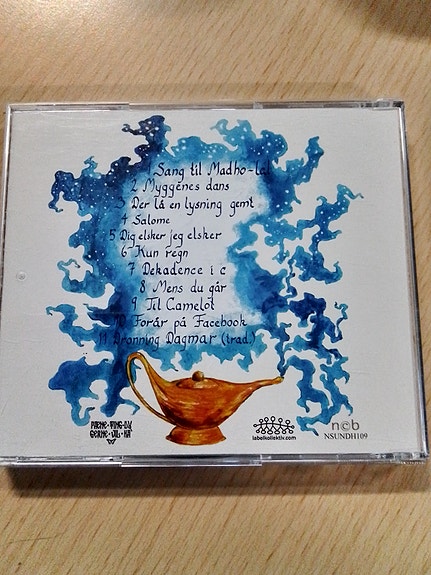 1 Sang til Madho-Lal
2 Myggenes dans
3 Der lå en lysning gemt
4 Salome
5 Dig elsker jeg elsker
6 Kun regn
7 Dekadence i c
8 Mens du går
9 Til Camelot
10 Forår på Facebook
11 Dronning Dagmar (trad.)
labelkollektiv.com
n©b
NSUNDH109